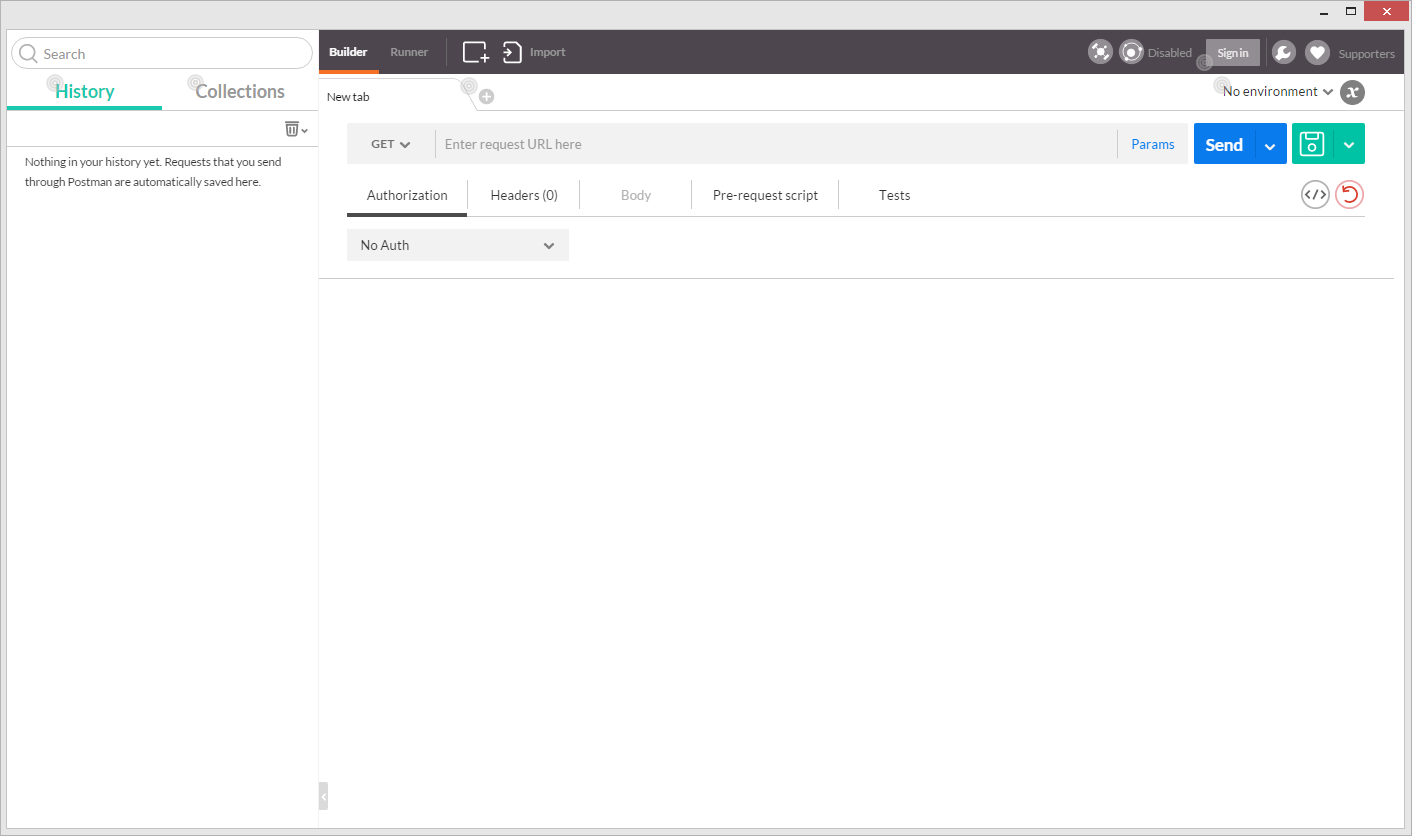 Search
History
Collections
Nothing in your history yet. Requests that you send
through Postman are automatically saved here.
Builder
Runner
Import
Disabled
Sign in
Supporters
New tab
No environment
x
GET
Enter request URL here
Params
Send
Authorization
Headers (0)
Body
Pre-request script
Tests
</>
No Auth